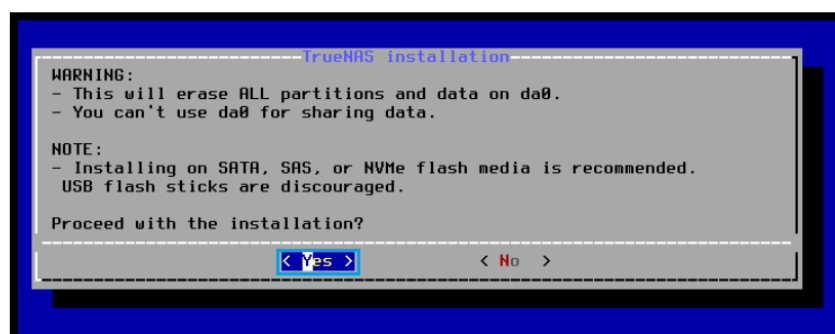 TrueNAS installation
WARNING:
- This will erase ALL partitions and data on da0.
- You can't use da0 for sharing data.
NOTE:
- Installing on SATA, SAS, or NVMe flash media is recommended.
USB flash sticks are discouraged.
Proceed with the installation?
< Yes > < No >